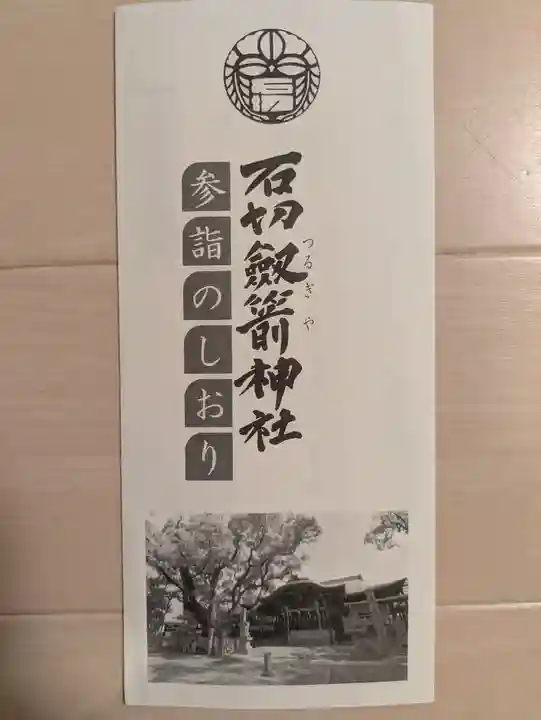 石切劔箭神社
つるぎや
参詣のしおり